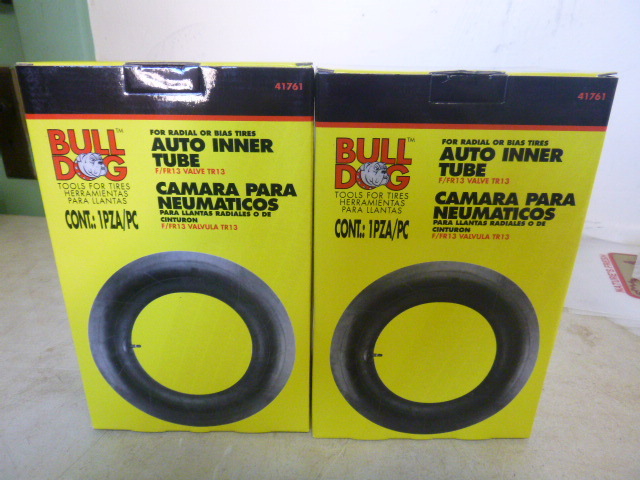 41761
BULL DOG™
TOOLS FOR TIRES
HERRAMIENTAS
PARA LLANTAS
CONT.: 1PZA/PC
FOR RADIAL OR BIAS TIRES
AUTO INNER
TUBE
F/FR13 VALVE TR13
CAMARA PARA
NEUMATICOS
PARA LLANTAS RADIALES O DE
CINTURON
F/FR13 VALVULA TR13
41761
BULL DOG™
TOOLS FOR TIRES
HERRAMIENTAS
PARA LLANTAS
CONT.: 1PZA/PC
FOR RADIAL OR BIAS TIRES
AUTO INNER
TUBE
F/FR13 VALVE TR13
CAMARA PARA
NEUMATICOS
PARA LLANTAS RADIALES O DE
CINTURON
F/FR13 VALVULA TR13